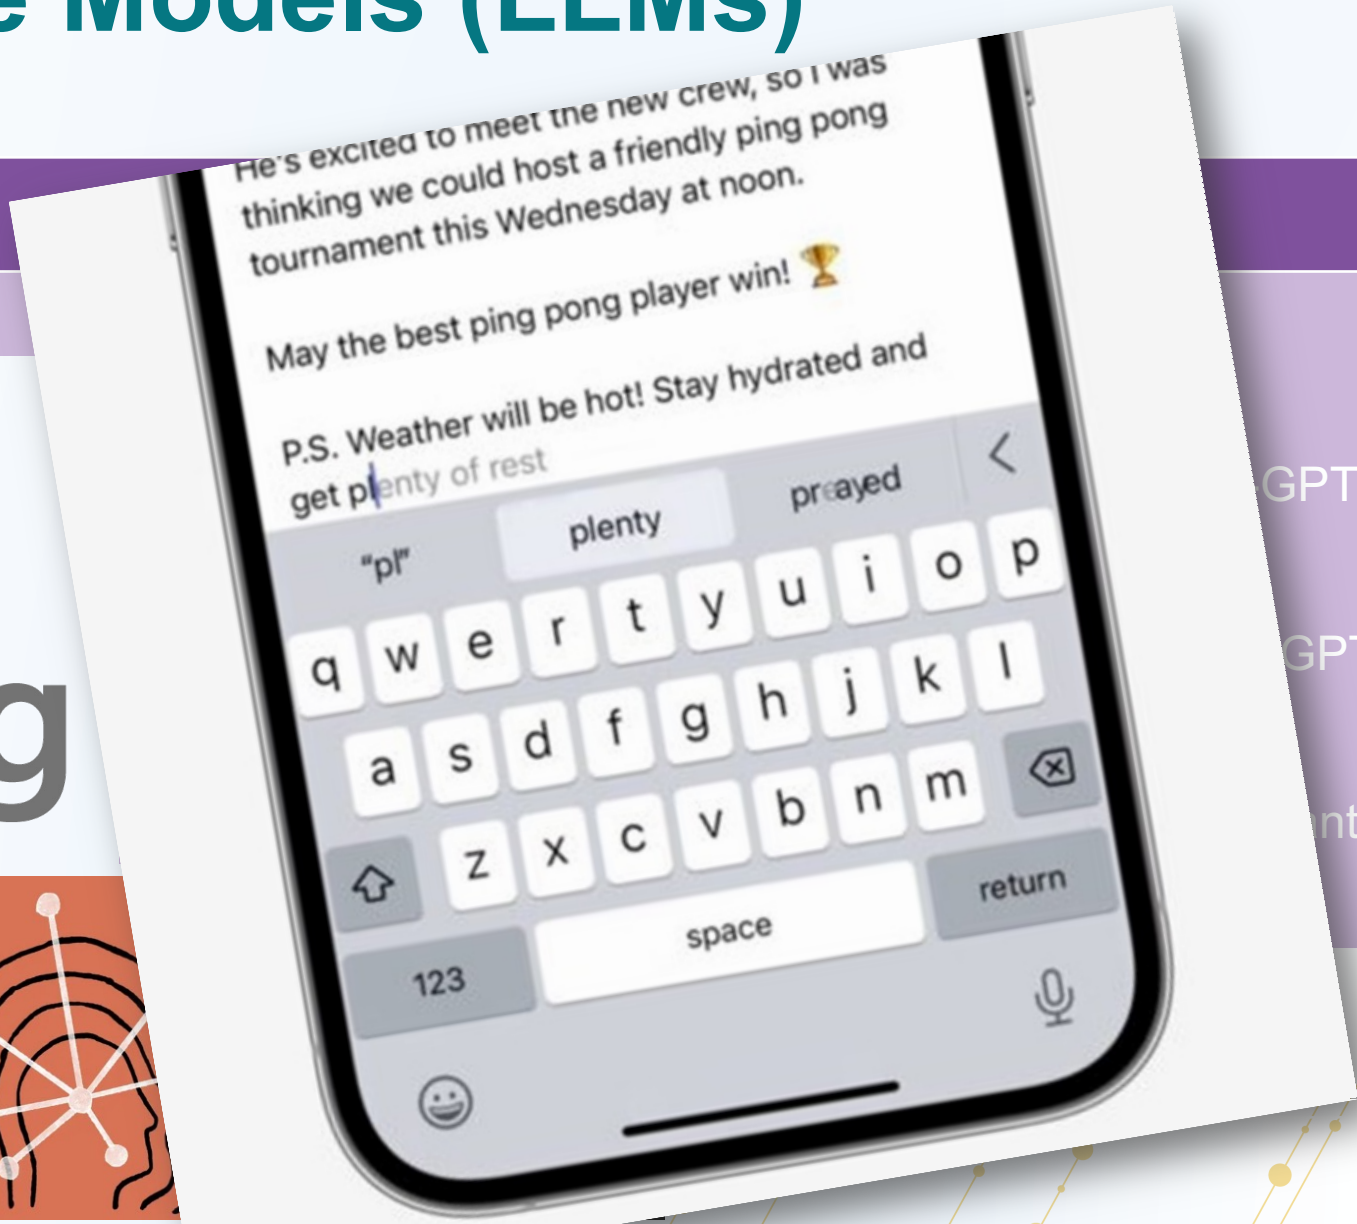 e Models (LLMs)
He's excited to meet the new crew, so I was
thinking we could host a friendly ping pong
tournament this Wednesday at noon.
May the best ping pong player win! 🏆
P.S. Weather will be hot! Stay hydrated and
get plenty of rest
“pl” plenty
q w e r t y u i o p
a s d f g h j k l
z x c v b n m
123 space return
g
GPT
GPT
nt